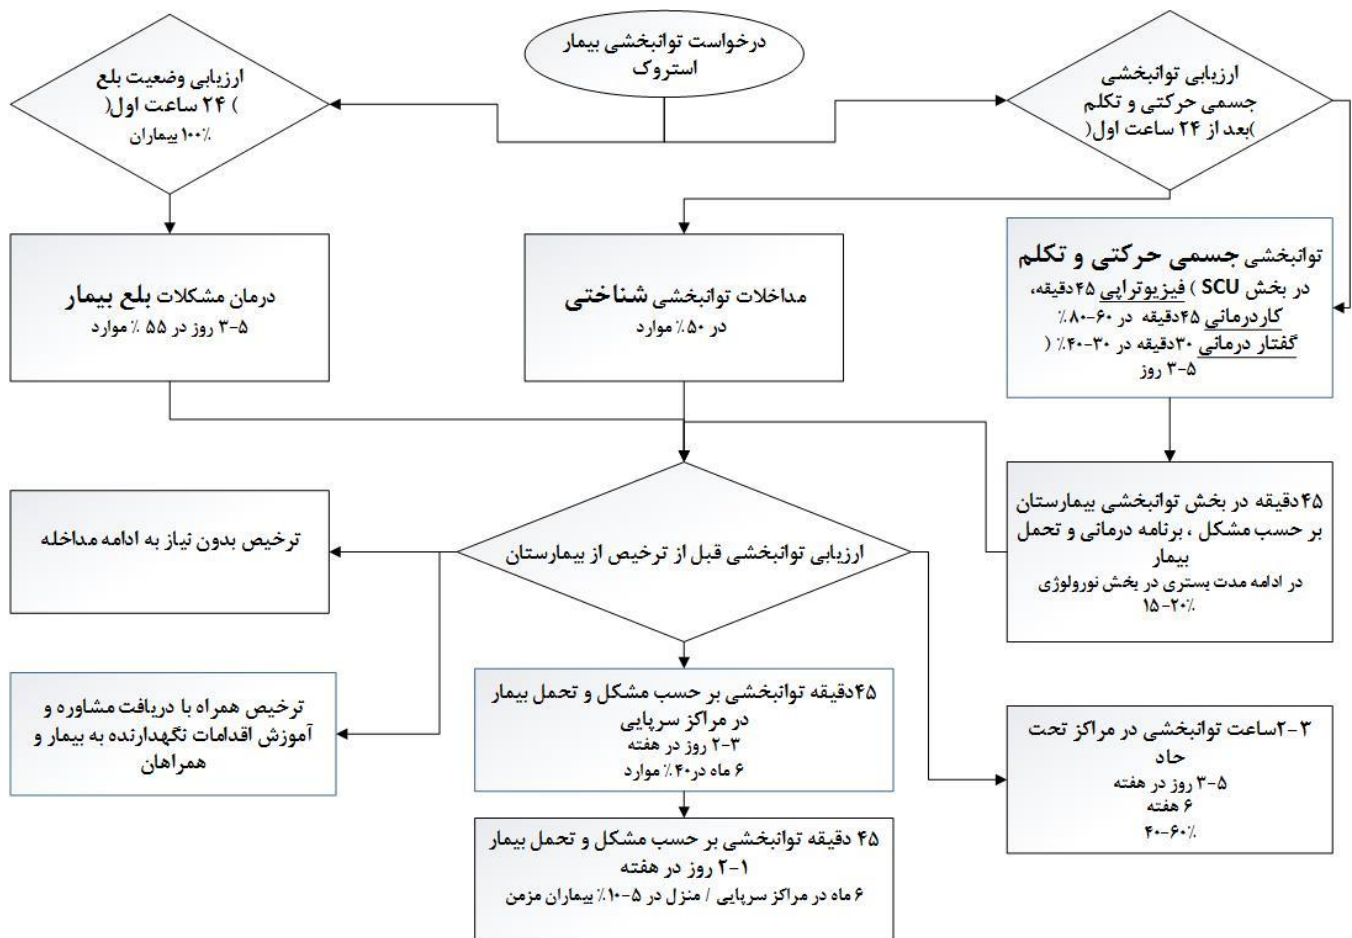 درخواست توانبخشی بیمار
استروک
ارزیابی توانبخشی
جسمی حرکتی و تکلم
)بعد از ۲۴ ساعت اول(
ارزیابی وضعیت بلع
) ۲۴ ساعت اول(
۱۰۰٪ بیماران
توانبخشی جسمی حرکتی و تکلم
در بخش SCU ) فیزیوتراپی ۴۵دقیقه،
کاردرمانی ۴۵دقیقه در ۶۰-۸۰٪
گفتار درمانی ۳۰دقیقه در ۳۰-۴۰٪ (
۳-۵ روز
مداخلات توانبخشی شناختی
در ۵۰٪ موارد
درمان مشکلات بلع بیمار
۳-۵ روز در ۵۵ ٪ موارد
۴۵دقیقه در بخش توانبخشی بیمارستان
بر حسب مشکل ، برنامه درمانی و تحمل
بیمار
در ادامه مدت بستری در بخش نورولوژی
۱۵-۲۰٪
ارزیابی توانبخشی قبل از ترخیص از بیمارستان
ترخیص بدون نیاز به ادامه مداخله
۲-۳ساعت توانبخشی در مراکز تحت
حاد
۳-۵ روز در هفته
۶ هفته
۴۰-۶۰٪
۴۵دقیقه توانبخشی بر حسب مشکل و تحمل بیمار
در مراکز سرپایی
۲-۳ روز در هفته
۶ ماه در۴۰٪ موارد
ترخیص همراه با دریافت مشاوره و
آموزش اقدامات نگهدارنده به بیمار و
همراهان
۴۵ دقیقه توانبخشی بر حسب مشکل و تحمل بیمار
۲-۱ روز در هفته
۶ ماه در مراکز سرپایی / منزل در ۵-۱۰٪ بیماران مزمن